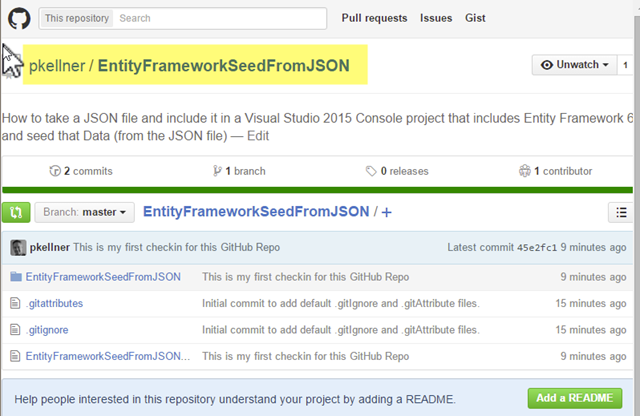 This repository Search Pull requests Issues Gist
pkellner / EntityFrameworkSeedFromJSON Unwatch 1
How to take a JSON file and include it in a Visual Studio 2015 Console project that includes Entity Framework 6
and seed that Data (from the JSON file) — Edit
2 commits 1 branch 0 releases 1 contributor
Branch: master EntityFrameworkSeedFromJSON / +
pkellner This is my first checkin for this GitHub Repo Latest commit 45e2fc1 9 minutes ago
EntityFrameworkSeedFromJSON This is my first checkin for this GitHub Repo 9 minutes ago
.gitattributes Initial commit to add default .gitIgnore and .gitAttribute files. 15 minutes ago
.gitignore Initial commit to add default .gitIgnore and .gitAttribute files. 15 minutes ago
EntityFrameworkSeedFromJSON... This is my first checkin for this GitHub Repo 9 minutes ago
Help people interested in this repository understand your project by adding a README. Add a README